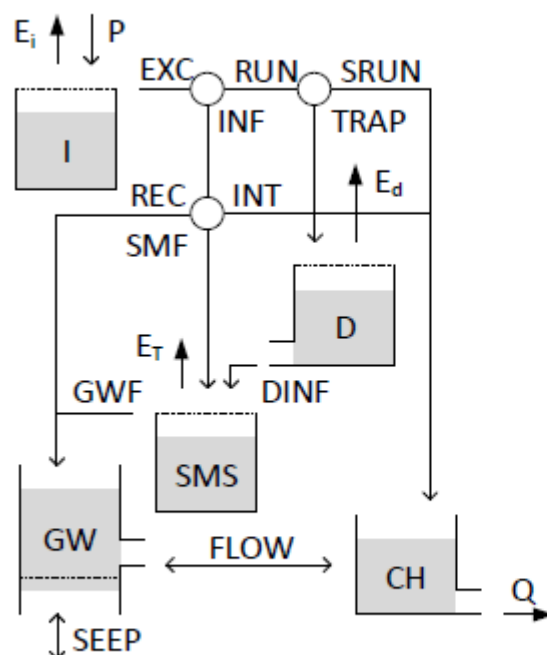 Ei P
EXC RUN SRUN
INF TRAP
I
REC INT Ed
SMF
D
ET
GWF DINF
SMS
GW FLOW CH
Q
SEEP